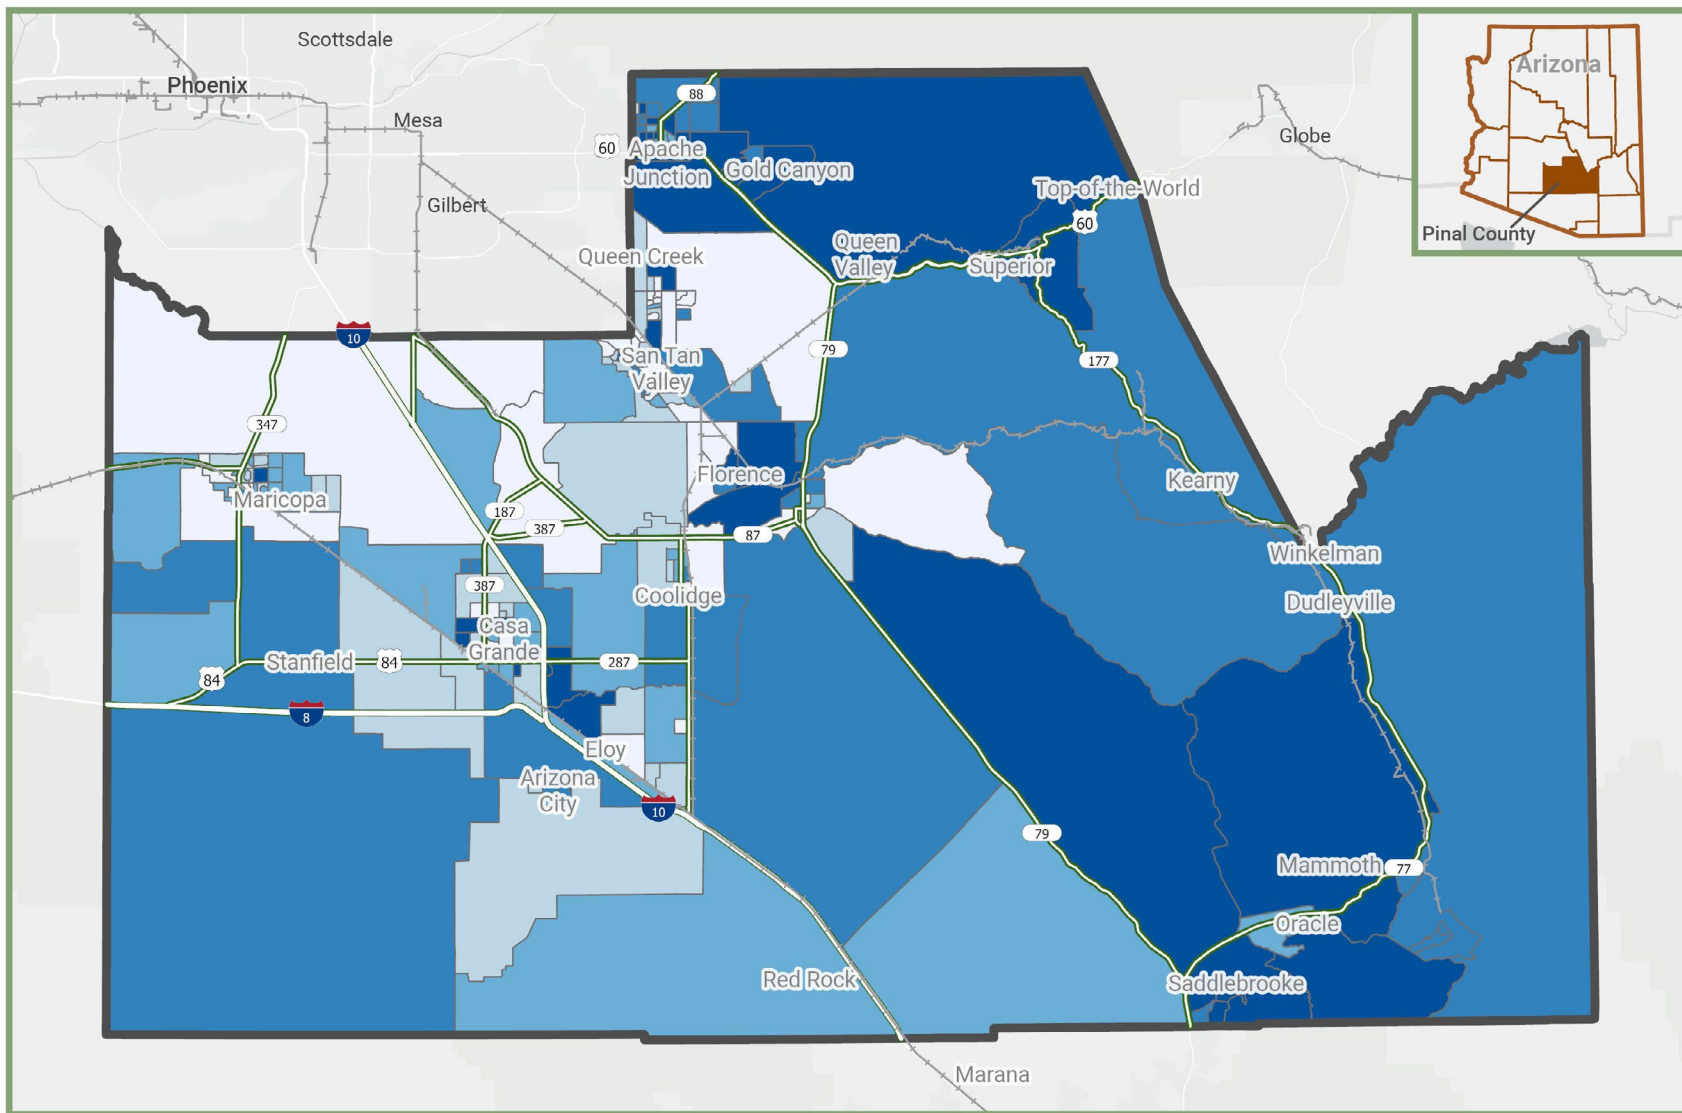 Scottsdale
Phoenix
Mesa
Gilbert
Globe
Arizona
Pinal County
88
60
Apache
Junction
Gold Canyon
Top-of-the-World
60
Queen Creek
Queen
Valley
Superior
10
San Tan
Valley
79
177
347
Maricopa
Florence
Kearny
187
387
87
Winkelman
387
Coolidge
Dudleyville
Casa
Grande
Stanfield
84
287
84
8
Eloy
Arizona
City
10
79
Mammoth
77
Oracle
Red Rock
Saddlebrooke
Marana